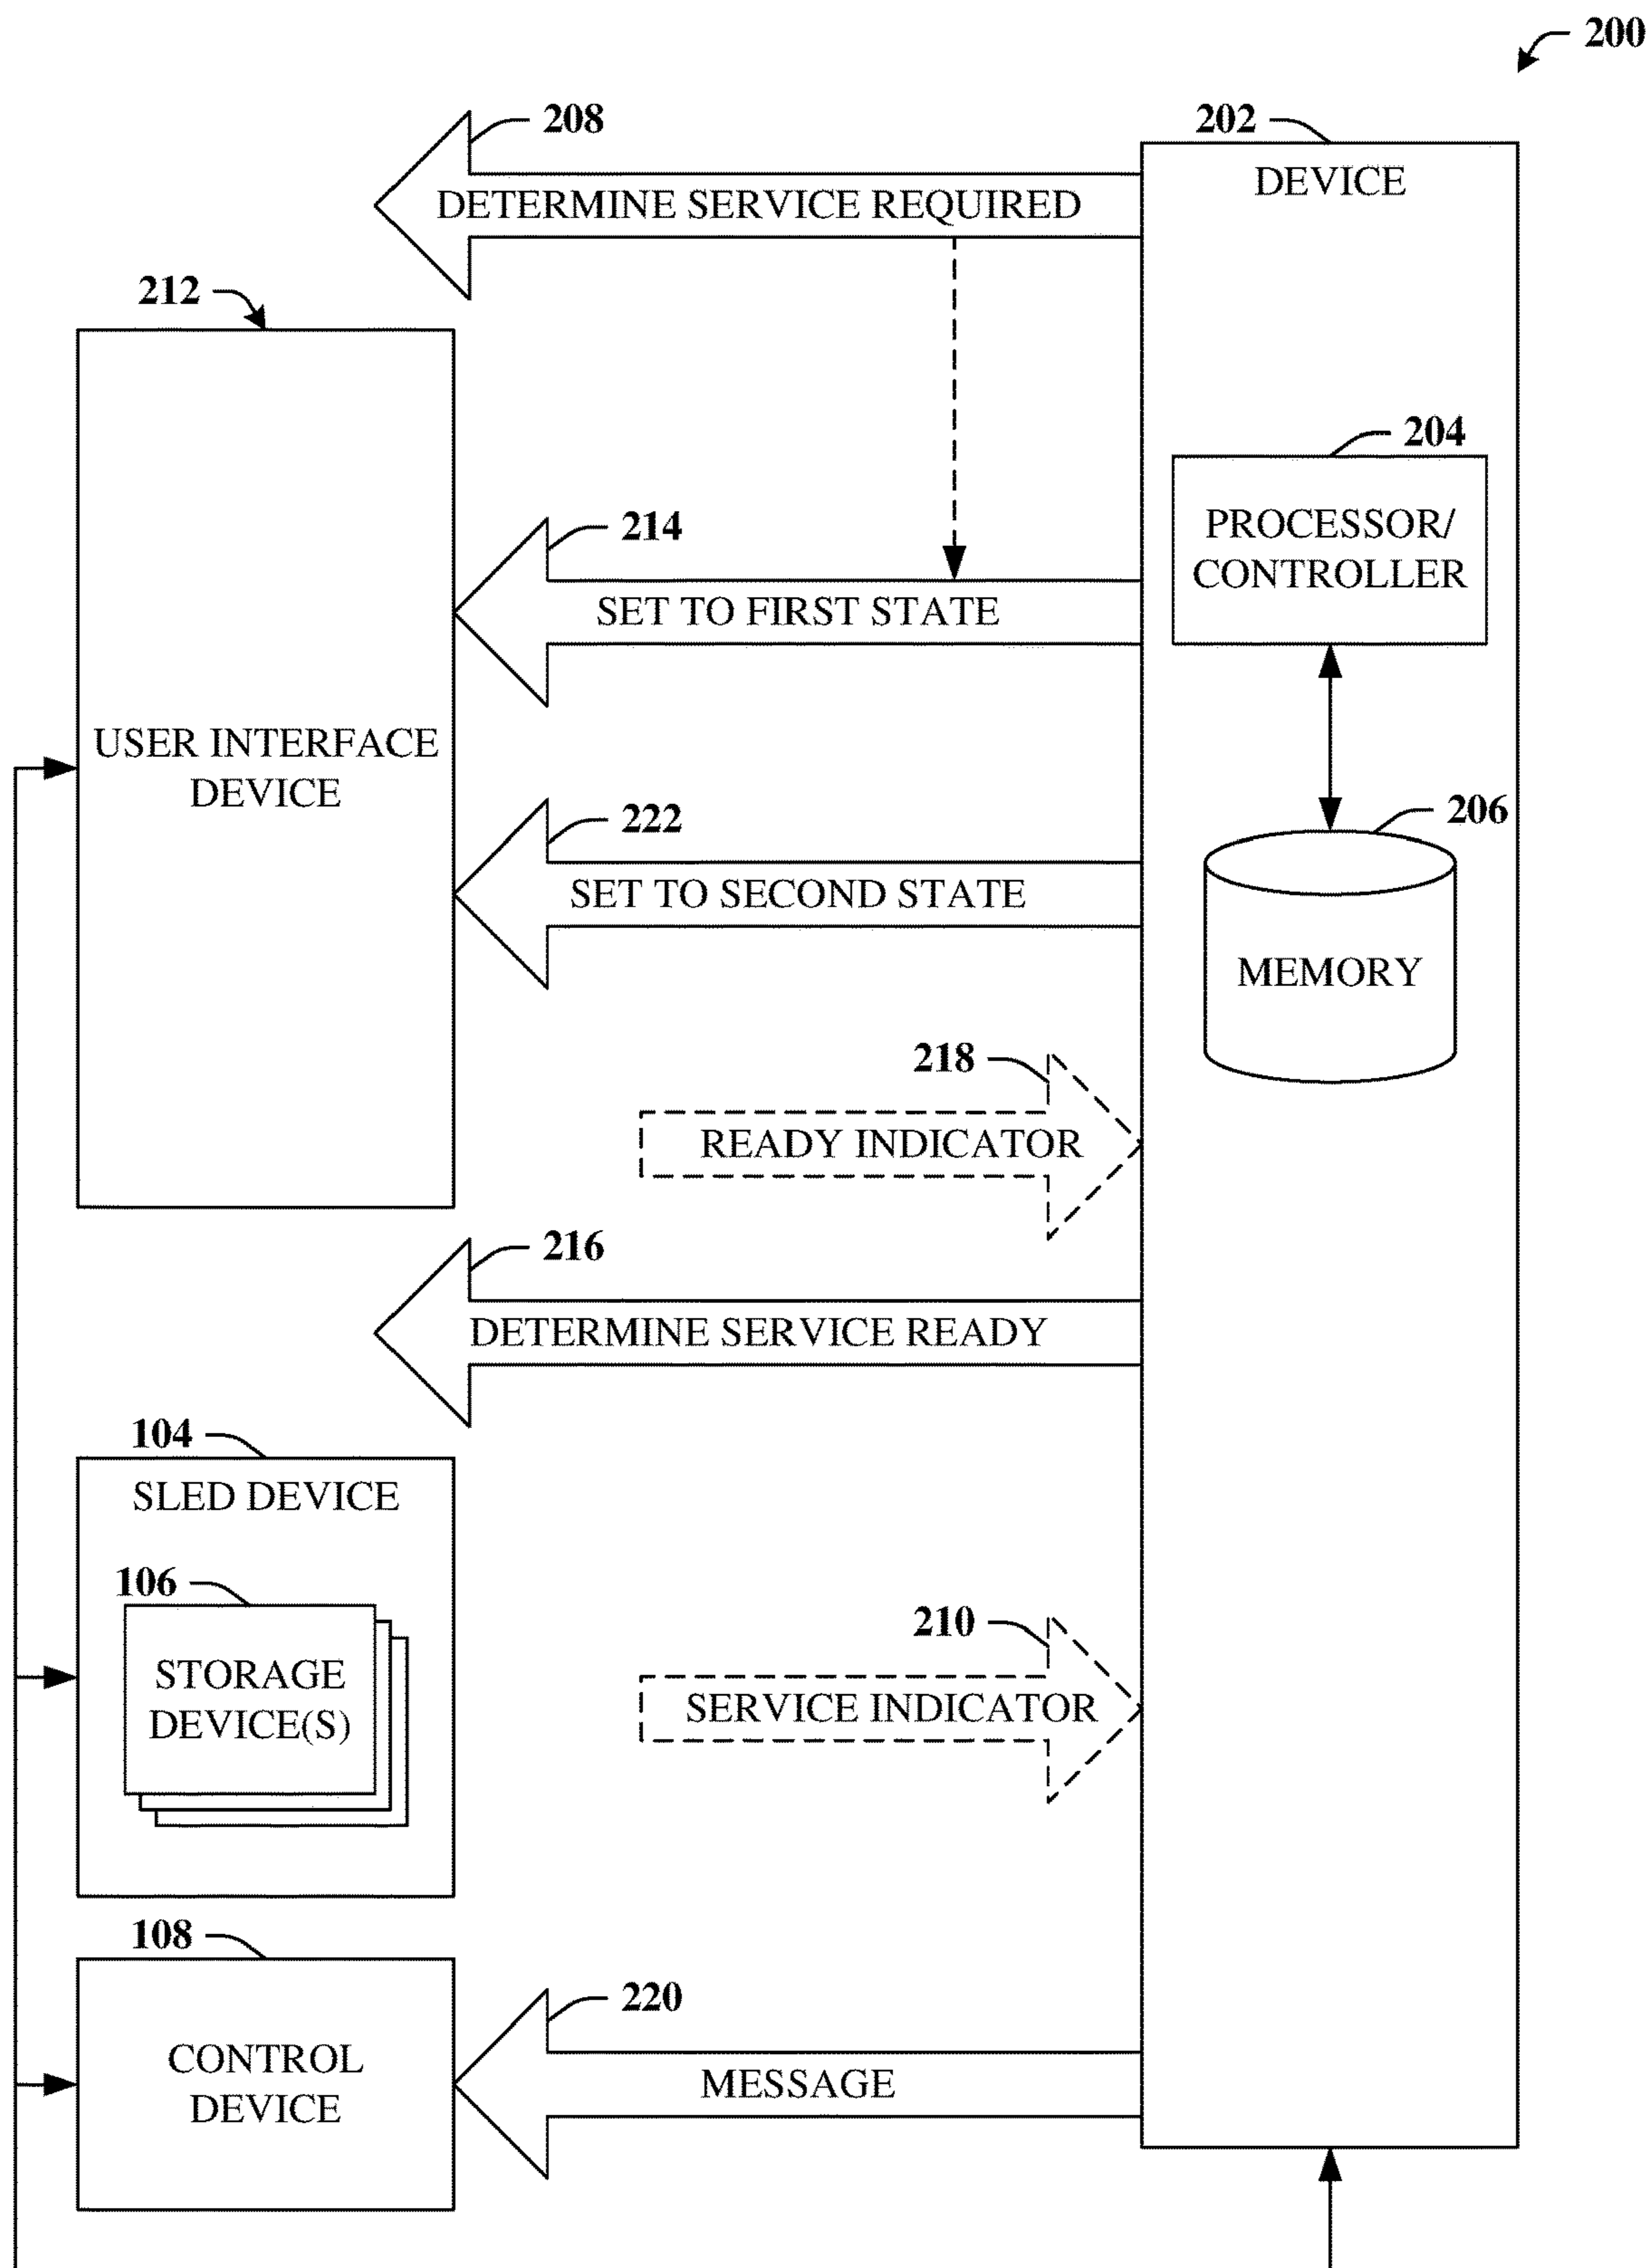 200
208
202
DETERMINE SERVICE REQUIRED
DEVICE
212
204
214
PROCESSOR/
CONTROLLER
SET TO FIRST STATE
USER INTERFACE
DEVICE
222
206
SET TO SECOND STATE
MEMORY
218
READY INDICATOR
216
DETERMINE SERVICE READY
104
SLED DEVICE
106
STORAGE
DEVICE(S)
210
SERVICE INDICATOR
108
220
CONTROL
DEVICE
MESSAGE